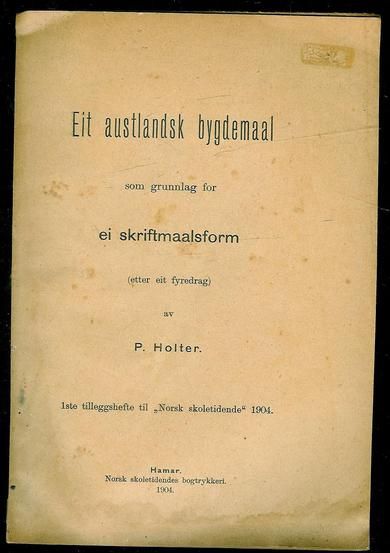 Eit austlandsk bygdemaal
som grunnlag for
ei skriftmaalsform
(etter eit fyredrag)
av
P. Holter.
1ste tilleggshefte til „Norsk skoletidende“ 1904.
Hamar.
Norsk skoletidendes bogtrykkeri.
1904.